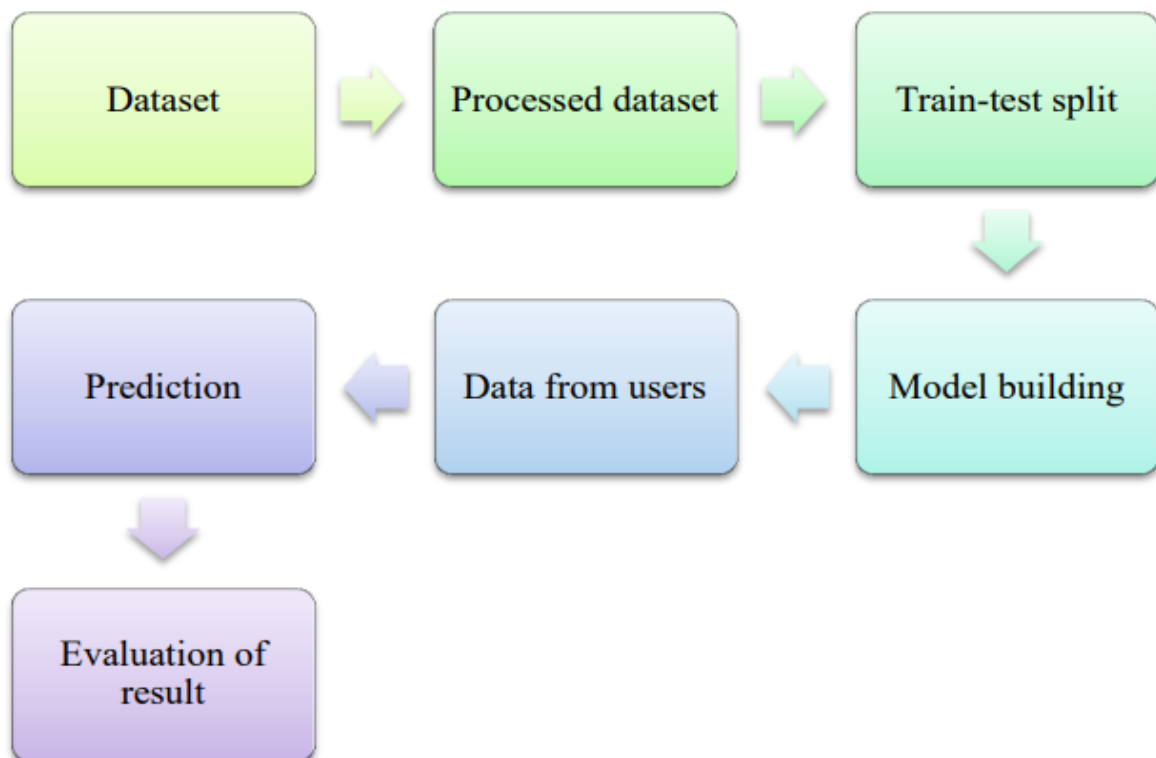 Dataset
Processed dataset
Train-test split
Model building
Data from users
Prediction
Evaluation of
result